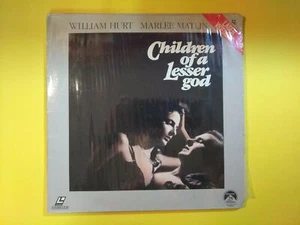 WILLIAM HURT MARLEE MATLIN
Children
of a
Lesser
god